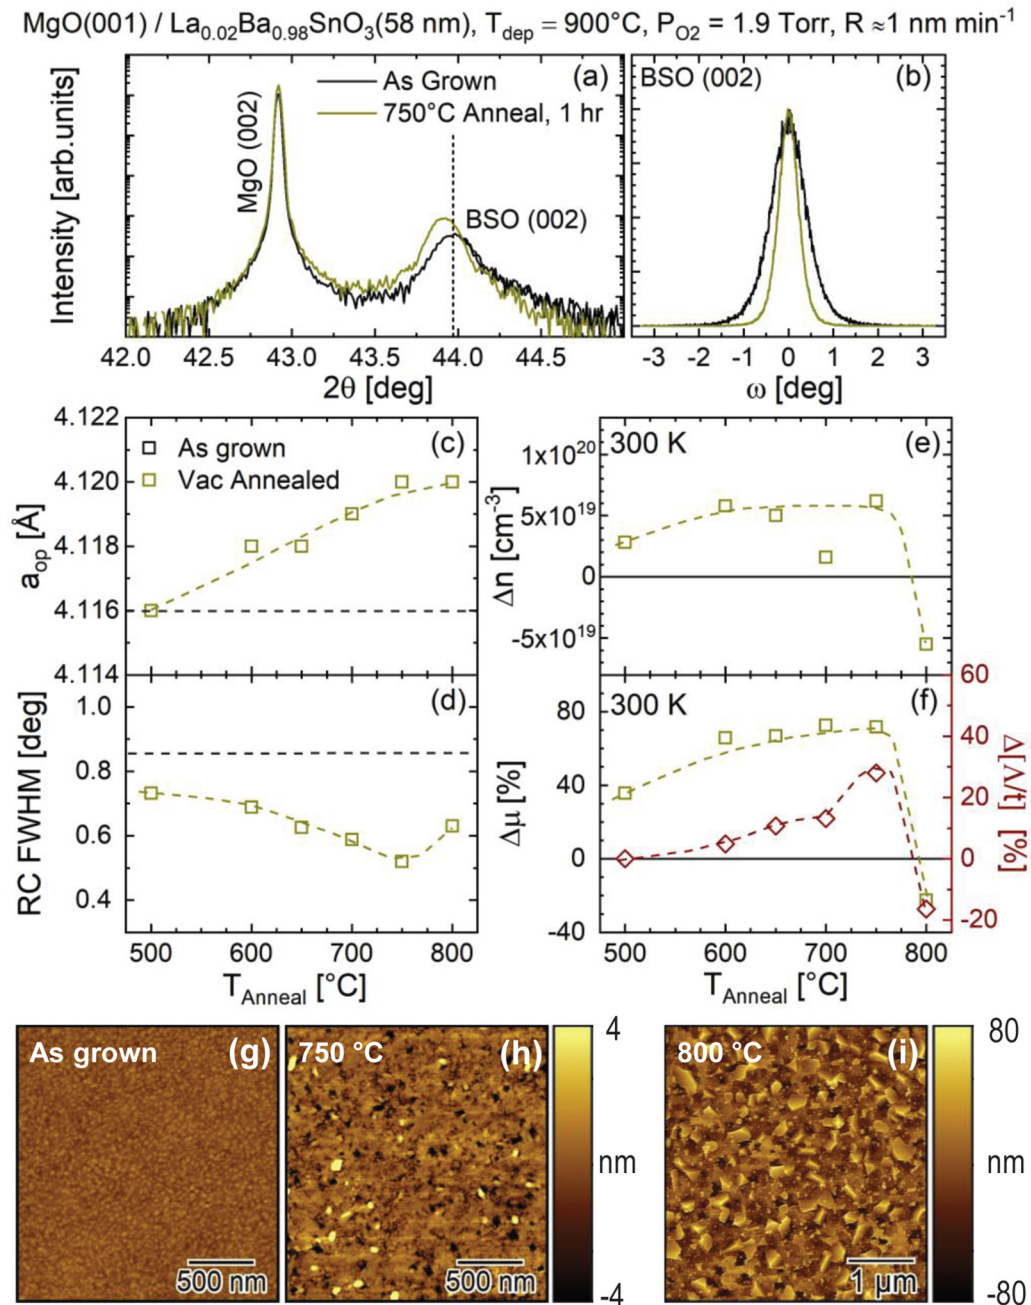 MgO(001) / La0.02Ba0.98SnO3(58 nm), Tdep = 900°C, PO2 = 1.9 Torr, R ≈1 nm min-1
As Grown
750°C Anneal, 1 hr
(a)
MgO (002)
BSO (002)
Intensity [arb.units]
42.0 42.5 43.0 43.5 44.0 44.5
2θ [deg]
BSO (002)
(b)
-3 -2 -1 0 1 2 3
ω [deg]
4.122
4.120
4.118
4.116
4.114
aop [Å]
As grown
Vac Annealed
(c)
300 K
(e)
1x1020
5x1019
0
-5x1019
Δn [cm-3]
1.0
0.8
0.6
0.4
RC FWHM [deg]
(d)
500 600 700 800
TAnneal [°C]
300 K
(f)
80
40
0
-40
Δμ [%]
60
40
20
0
-20
Δ[Λ/t] [%]
500 600 700 800
TAnneal [°C]
As grown
(g)
500 nm
750 °C
(h)
500 nm
4
nm
-4
800 °C
(i)
1 μm
80
nm
-80